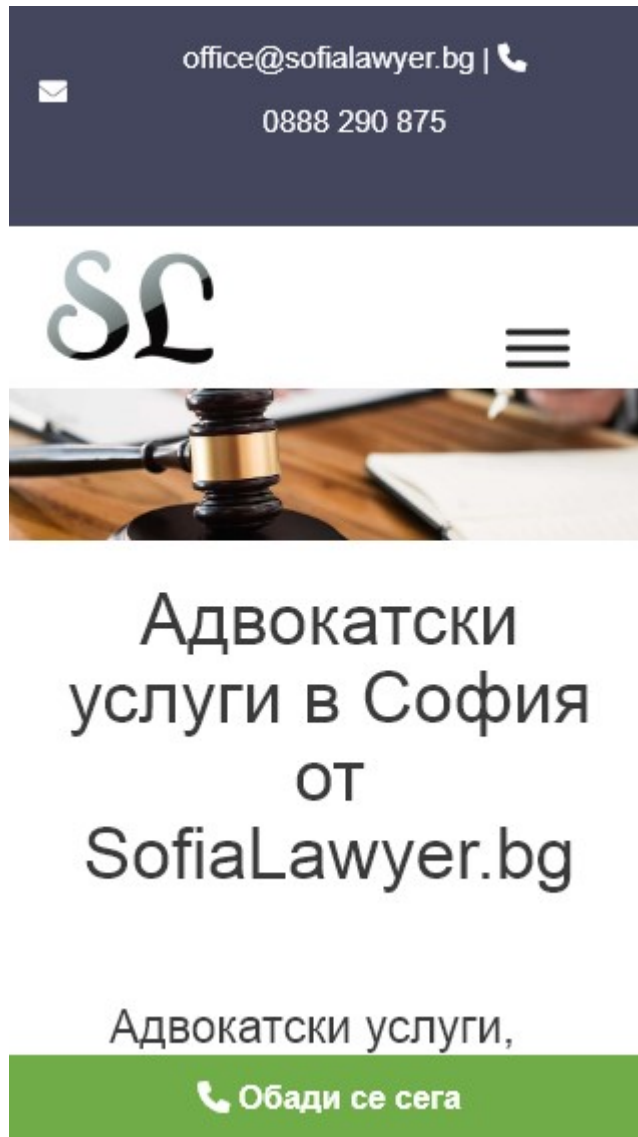 office@sofialawyer.bg |
0888 290 875
SL
Адвокатски
услуги в София
от
SofiaLawyer.bg
Адвокатски услуги,
Обади се сега